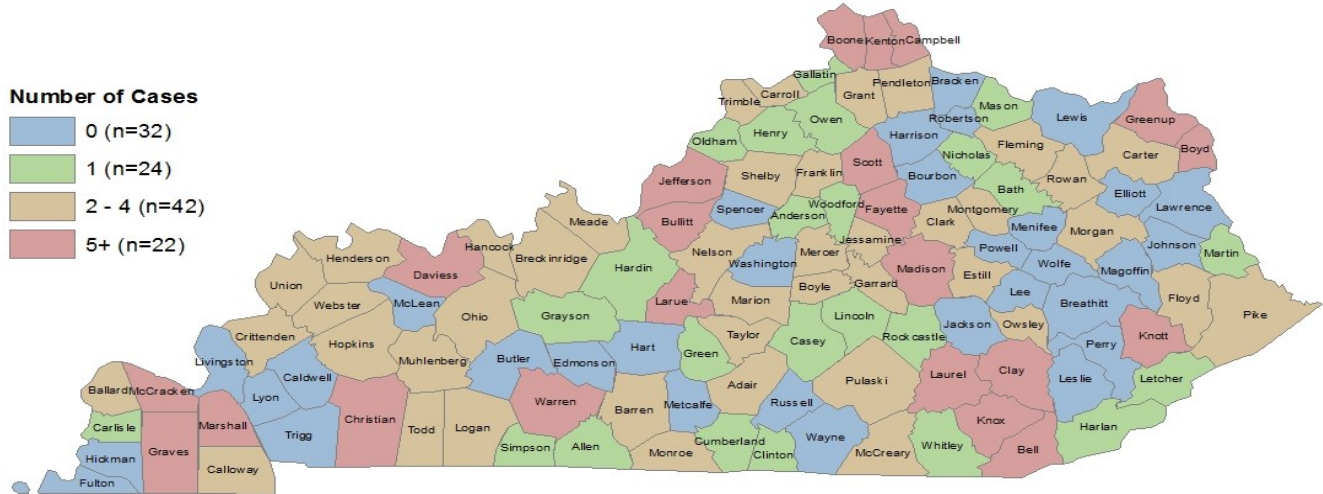 Number of Cases
0 (n=32)
1 (n=24)
2 - 4 (n=42)
5+ (n=22)
Boone
Kenton
Campbell
Gallatin
Carroll
Trimble
Grant
Pendleton
Bracken
Mason
Robertson
Lewis
Greenup
Boyd
Oldham
Henry
Owen
Harrison
Nicholas
Fleming
Carter
Jefferson
Shelby
Franklin
Scott
Bourbon
Bath
Rowan
Elliott
Lawrence
Bullitt
Spencer
Anderson
Woodford
Fayette
Clark
Montgomery
Menifee
Morgan
Johnson
Martin
Meade
Hancock
Breckinridge
Hardin
Nelson
Washington
Mercer
Jessamine
Madison
Estill
Powell
Wolfe
Magoffin
Floyd
Pike
Henderson
Daviess
Union
Webster
McLean
Ohio
Grayson
Larue
Marion
Boyle
Garrard
Lee
Breathitt
Crittenden
Hopkins
Muhlenberg
Butler
Edmonson
Hart
Green
Taylor
Casey
Lincoln
Rockcastle
Jackson
Owsley
Perry
Knott
Livingston
Lyon
Caldwell
Ballard
McCracken
Christian
Warren
Barren
Metcalfe
Adair
Russell
Pulaski
Laurel
Clay
Leslie
Letcher
Carlisle
Graves
Marshall
Trigg
Todd
Logan
Simpson
Allen
Monroe
Cumberland
Clinton
Wayne
McCreary
Whitley
Knox
Bell
Harlan
Hickman
Fulton
Calloway